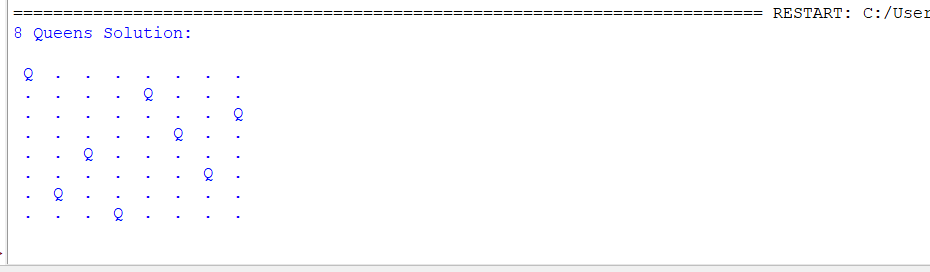 =========================================================================== RESTART: C:/User
8 Queens Solution:
Q . . . . . . .
. . . . Q . . .
. . . . . . . Q
. . . . . Q . .
. . Q . . . . .
. . . . . . Q .
. Q . . . . . .
. . . Q . . . .